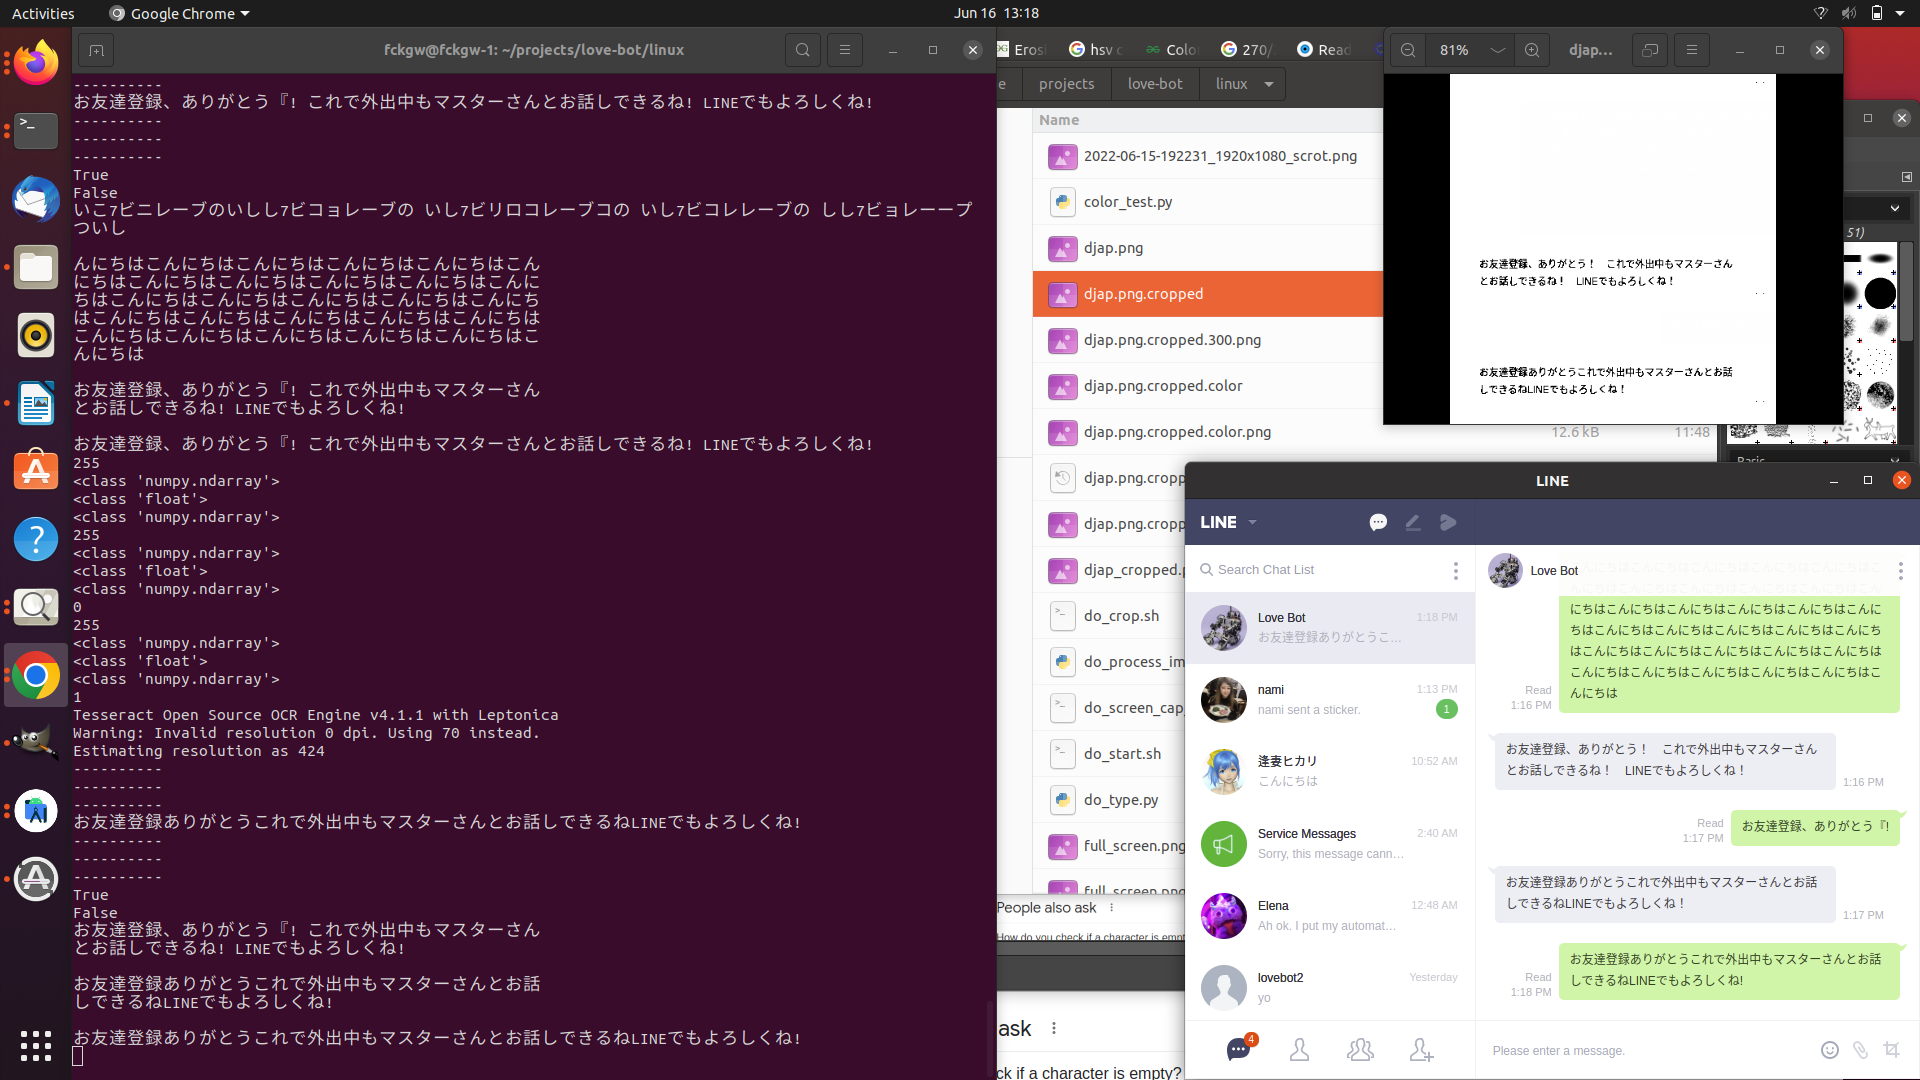 Activities
Google Chrome
Jun 16 13:18
fckgw@fckgw-1: ~/projects/love-bot/linux
----------
お友達登録、ありがとう『! これで外出中もマスターさんとお話しできるね! LINEでもよろしくね!
----------
----------
----------
True
False
いこ7ビニレーブのいしし7ビコョレーブの いし7ビリロコレーブコの いし7ビコレレーブの しし7ビョレーープ
ついし
んにちはこんにちはこんにちはこんにちはこんにちはこん
にちはこんにちはこんにちはこんにちはこんにちはこんに
ちはこんにちはこんにちはこんにちはこんにちはこんにち
はこんにちはこんにちはこんにちはこんにちはこんにちは
こんにちはこんにちはこんにちはこんにちはこんにちはこ
んにちは
お友達登録、ありがとう『! これで外出中もマスターさん
とお話しできるね! LINEでもよろしくね!
お友達登録、ありがとう『! これで外出中もマスターさんとお話しできるね! LINEでもよろしくね!
255
<class 'numpy.ndarray'>
<class 'float'>
<class 'numpy.ndarray'>
255
<class 'numpy.ndarray'>
<class 'float'>
<class 'numpy.ndarray'>
0
255
<class 'numpy.ndarray'>
<class 'float'>
<class 'numpy.ndarray'>
1
Tesseract Open Source OCR Engine v4.1.1 with Leptonica
Warning: Invalid resolution 0 dpi. Using 70 instead.
Estimating resolution as 424
----------
----------
----------
お友達登録ありがとうこれで外出中もマスターさんとお話しできるねLINEでもよろしくね!
----------
----------
----------
True
False
お友達登録、ありがとう『! これで外出中もマスターさん
とお話しできるね! LINEでもよろしくね!
お友達登録ありがとうこれで外出中もマスターさんとお話
しできるねLINEでもよろしくね!
お友達登録ありがとうこれで外出中もマスターさんとお話しできるねLINEでもよろしくね!
Erosi
hsv c
Color
270/
Read
projects
love-bot
linux
Name
2022-06-15-192231_1920x1080_scrot.png
color_test.py
djap.png
djap.png.cropped
djap.png.cropped.300.png
djap.png.cropped.color
djap.png.cropped.color.png
12.6 kB
11:48
djap.png.cropp
djap.png.cropp
djap_cropped.p
do_crop.sh
do_process_im
do_screen_cap_
do_start.sh
do_type.py
full_screen.png
full_screen.png
People also ask
How do you check if a character is empt
ask
ck if a character is empty?
81%
djap…
お友達登録、ありがとう！ これで外出中もマスターさん
とお話しできるね！ LINEでもよろしくね！
お友達登録ありがとうこれで外出中もマスターさんとお話
しできるねLINEでもよろしくね！
51)
Basic
LINE
LINE
Search Chat List
Love Bot
1:18 PM
お友達登録ありがとうこ…
nami
1:13 PM
nami sent a sticker.
1
逢妻ヒカリ
10:52 AM
こんにちは
Service Messages
2:40 AM
Sorry, this message cann…
Elena
12:48 AM
Ah ok. I put my automat…
lovebot2
Yesterday
yo
4
Love Bot
にちはこんにちはこんにちはこんにちはこんにちはこんに
ちはこんにちはこんにちはこんにちはこんにちはこんにち
はこんにちはこんにちはこんにちはこんにちはこんにちは
こんにちはこんにちはこんにちはこんにちはこんにちはこ
んにちは
Read
1:16 PM
お友達登録、ありがとう！ これで外出中もマスターさん
とお話しできるね！ LINEでもよろしくね！
1:16 PM
お友達登録、ありがとう『!
Read
1:17 PM
お友達登録ありがとうこれで外出中もマスターさんとお話
しできるねLINEでもよろしくね！
1:17 PM
お友達登録ありがとうこれで外出中もマスターさんとお話
しできるねLINEでもよろしくね!
Read
1:18 PM
Please enter a message.